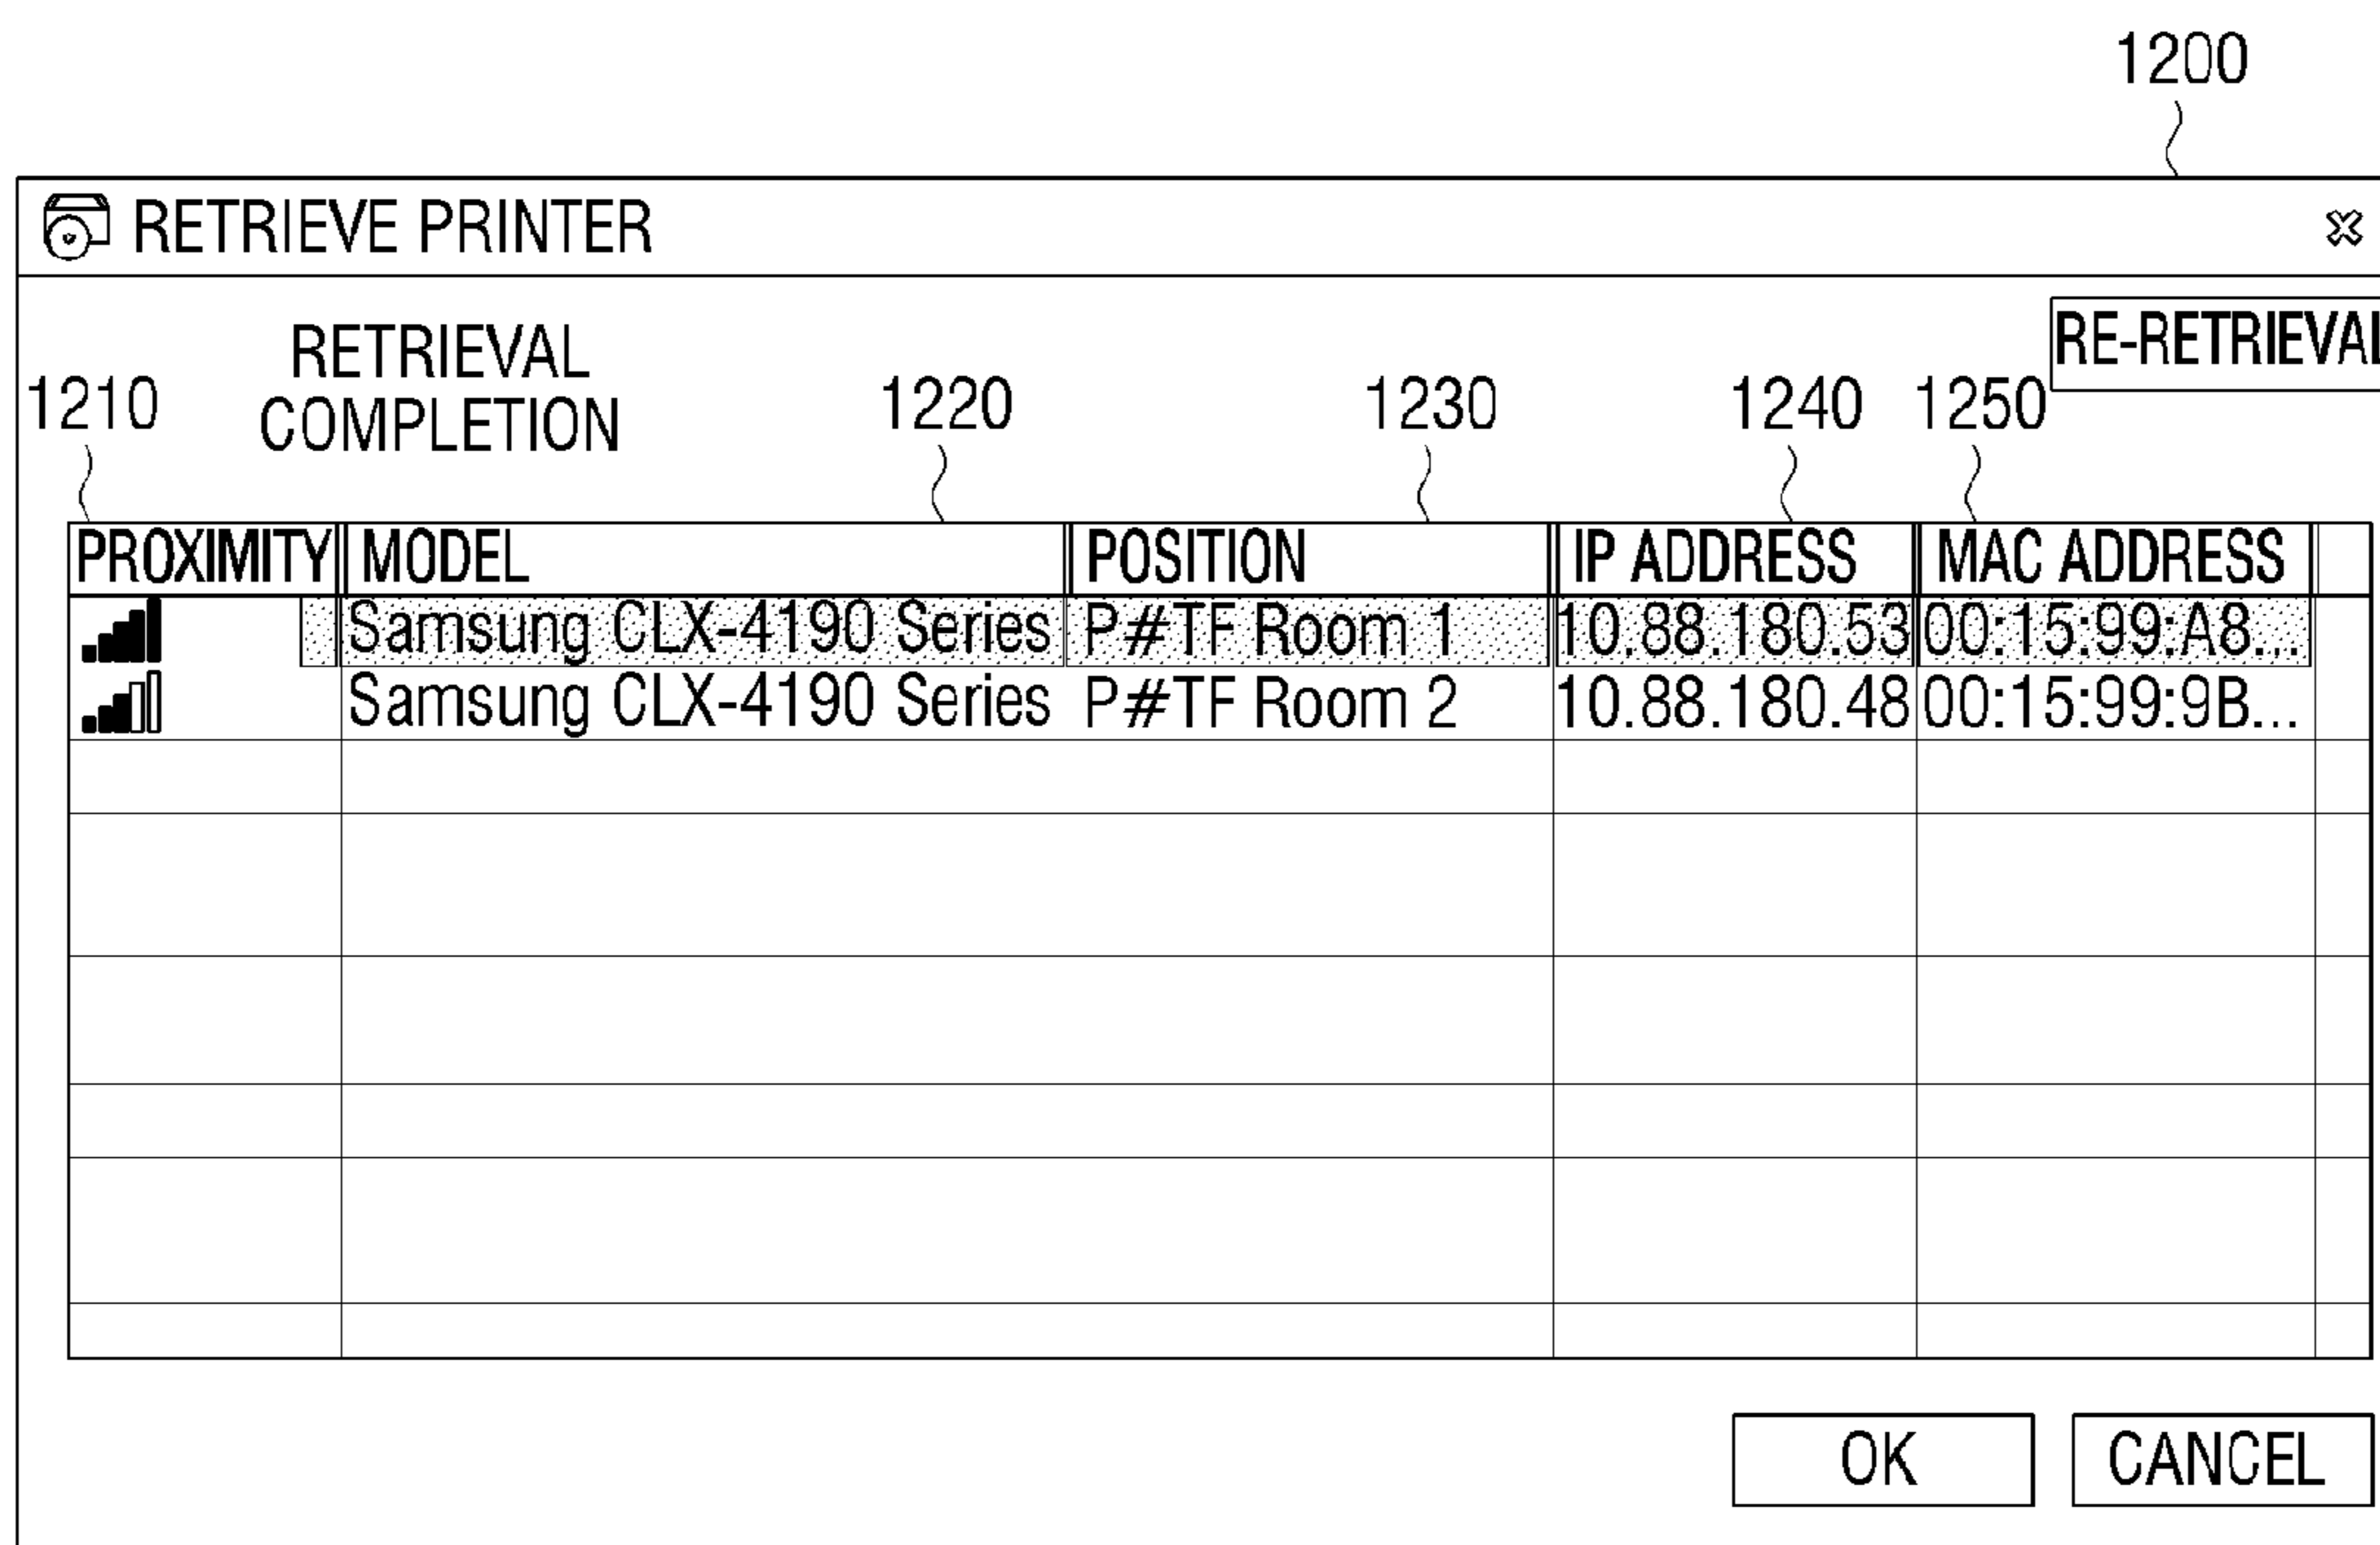 1200
RETRIEVE PRINTER
RE-RETRIEVAL
RETRIEVAL
COMPLETION
1210 1220 1230 1240 1250
PROXIMITY MODEL POSITION IP ADDRESS MAC ADDRESS
Samsung CLX-4190 Series P#TF Room 1 10.88.180.53 00:15:99:A8...
Samsung CLX-4190 Series P#TF Room 2 10.88.180.48 00:15:99:9B...
OK CANCEL